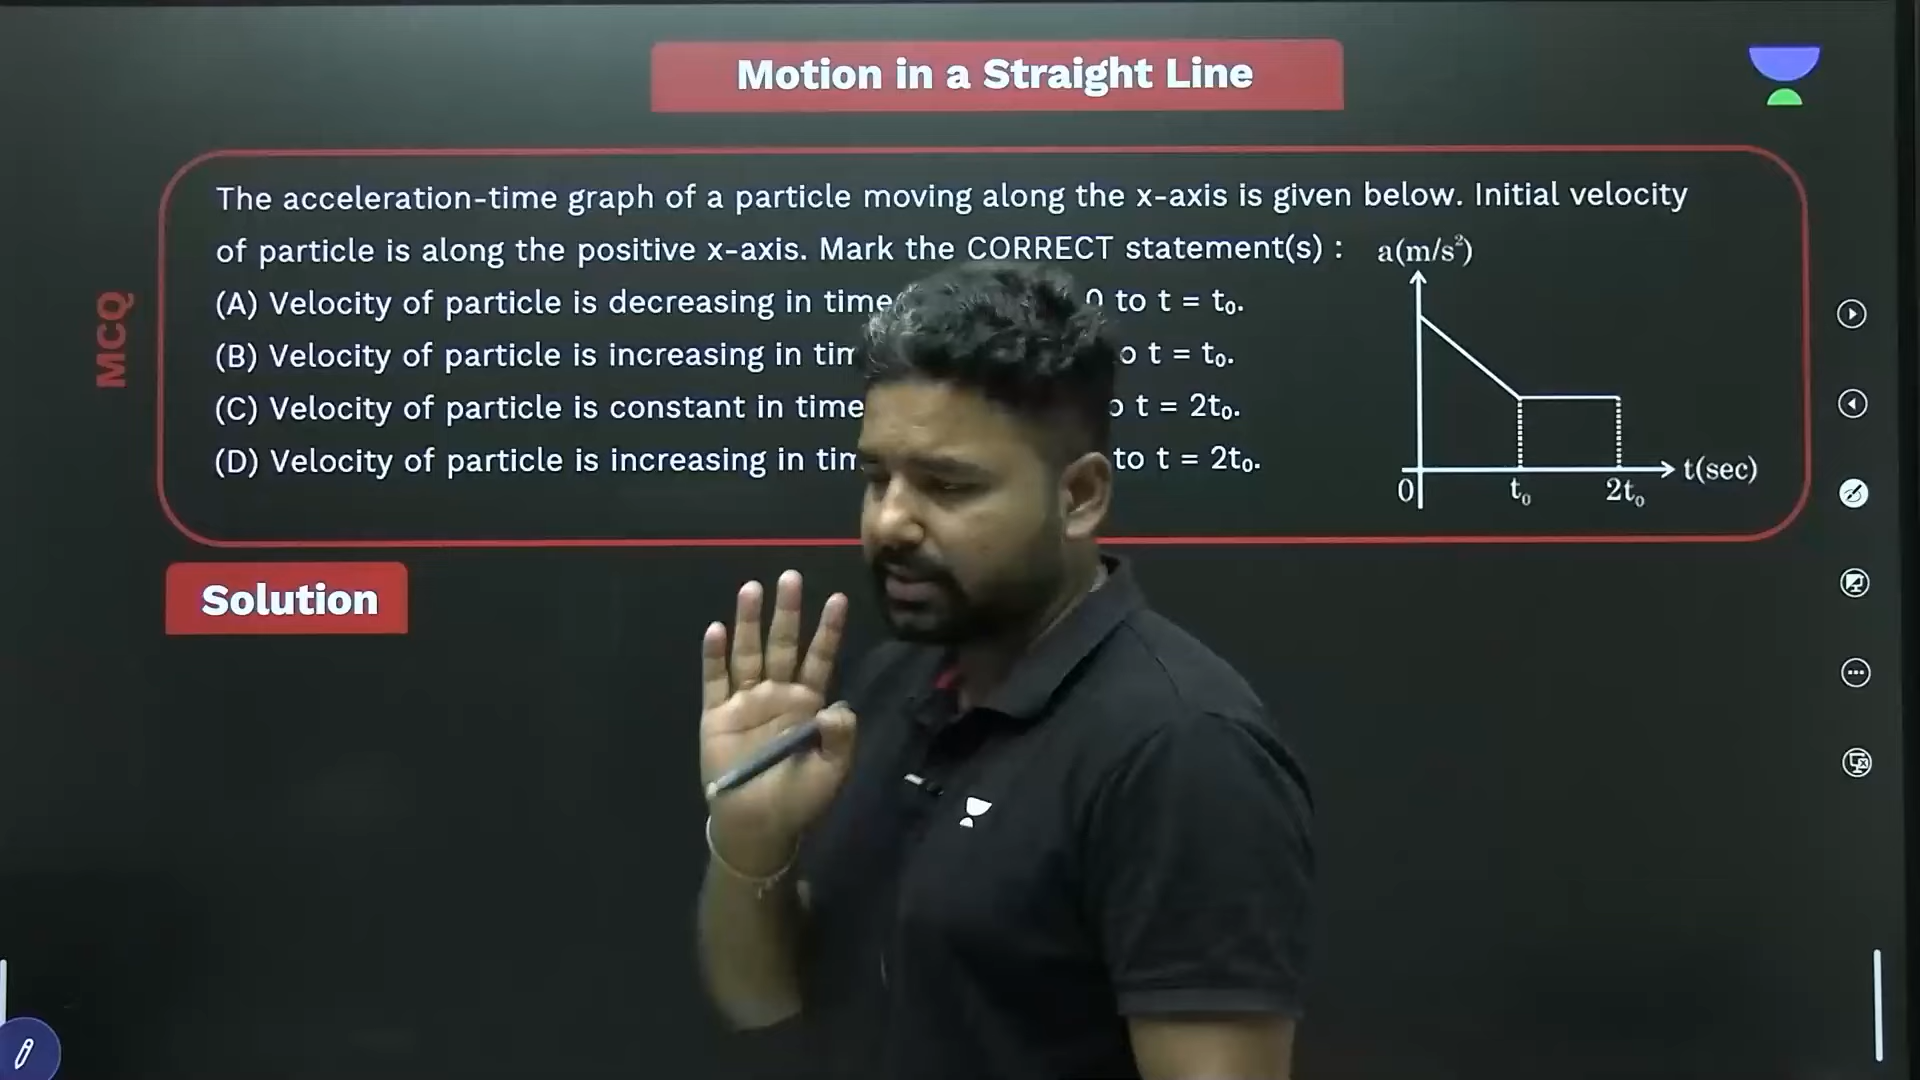 Motion in a Straight Line
MCQ
The acceleration-time graph of a particle moving along the x-axis is given below. Initial velocity
of particle is along the positive x-axis. Mark the CORRECT statement(s) :
(A) Velocity of particle is decreasing in time 0 to t = t₀.
(B) Velocity of particle is increasing in t = t₀.
(C) Velocity of particle is constant in time t = 2t₀.
(D) Velocity of particle is increasing in to t = 2t₀.
a(m/s²)
0 t₀ 2t₀ t(sec)
Solution